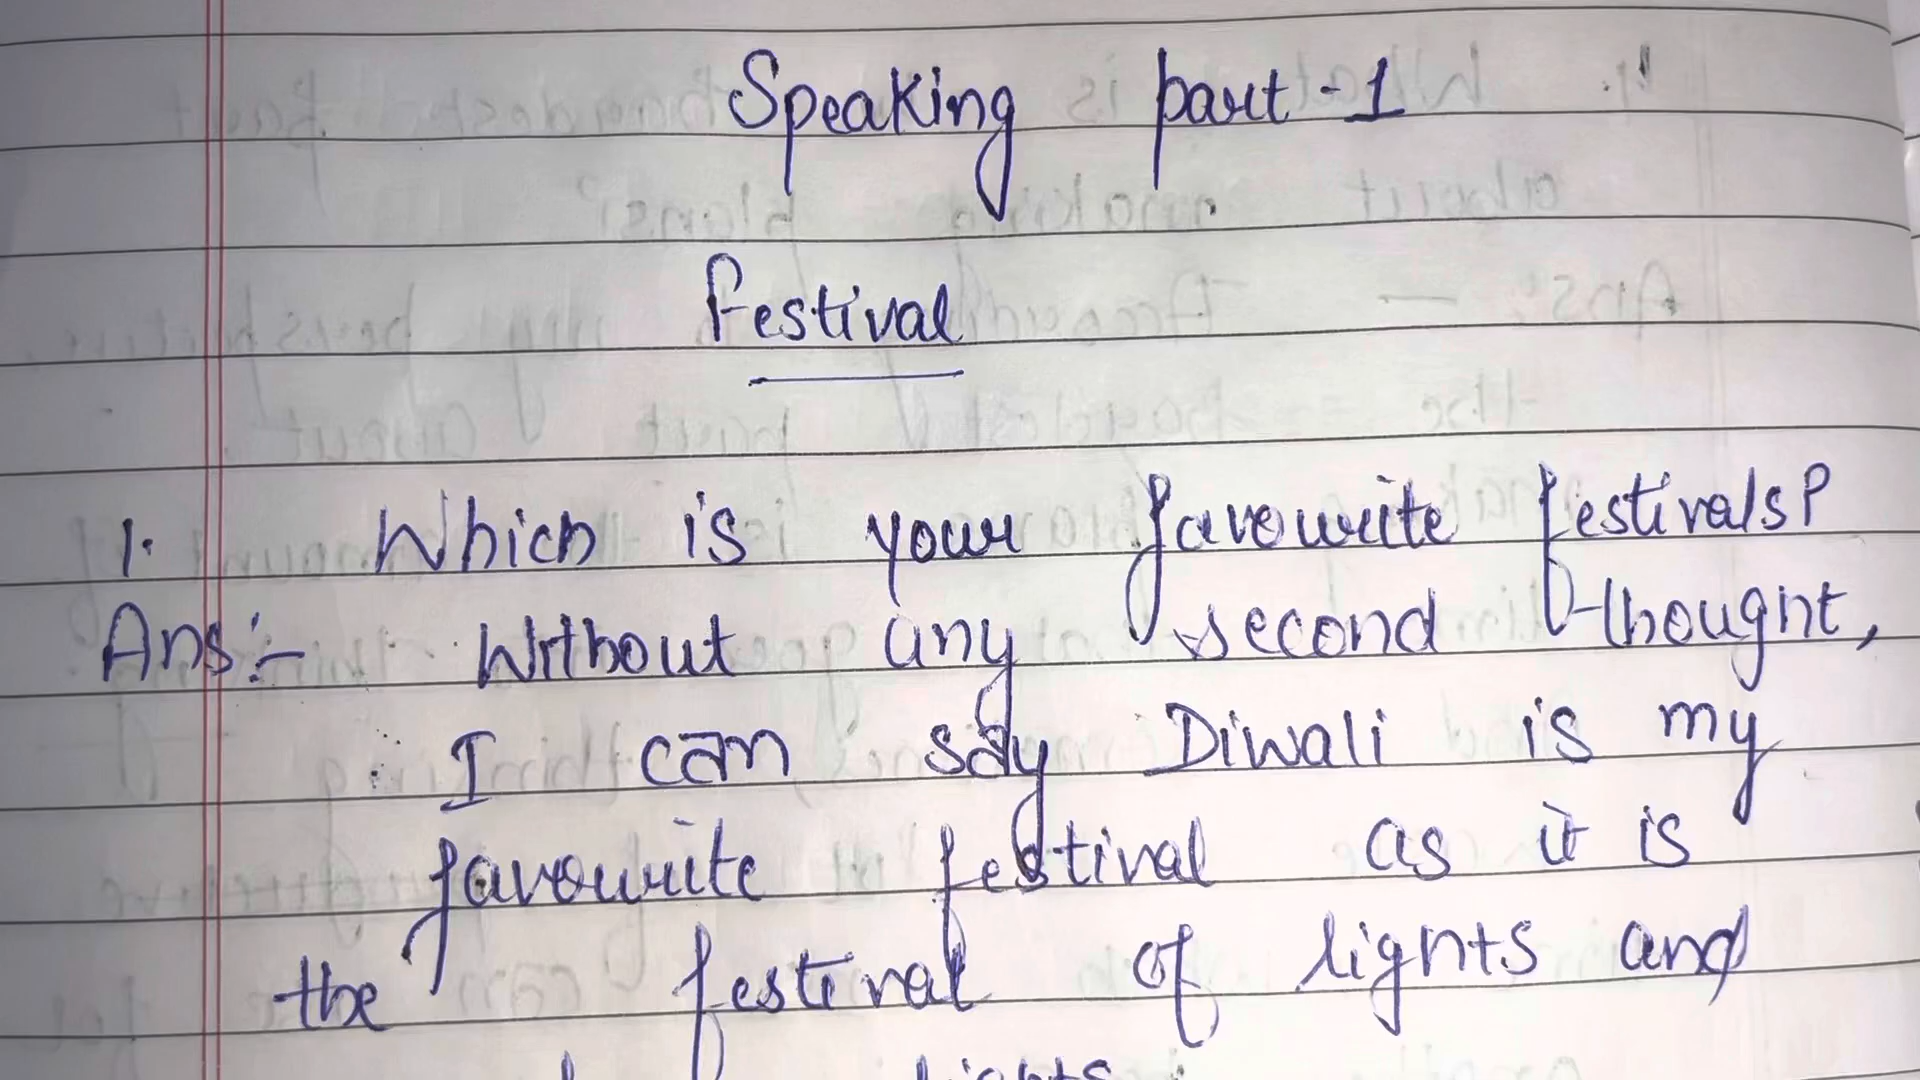 Speaking part - 1
Festival
1. Which is your favourite festivals?
Ans:- Without any second thought,
I can say Diwali is my
favourite festival as it is
the festival of lights and
lights